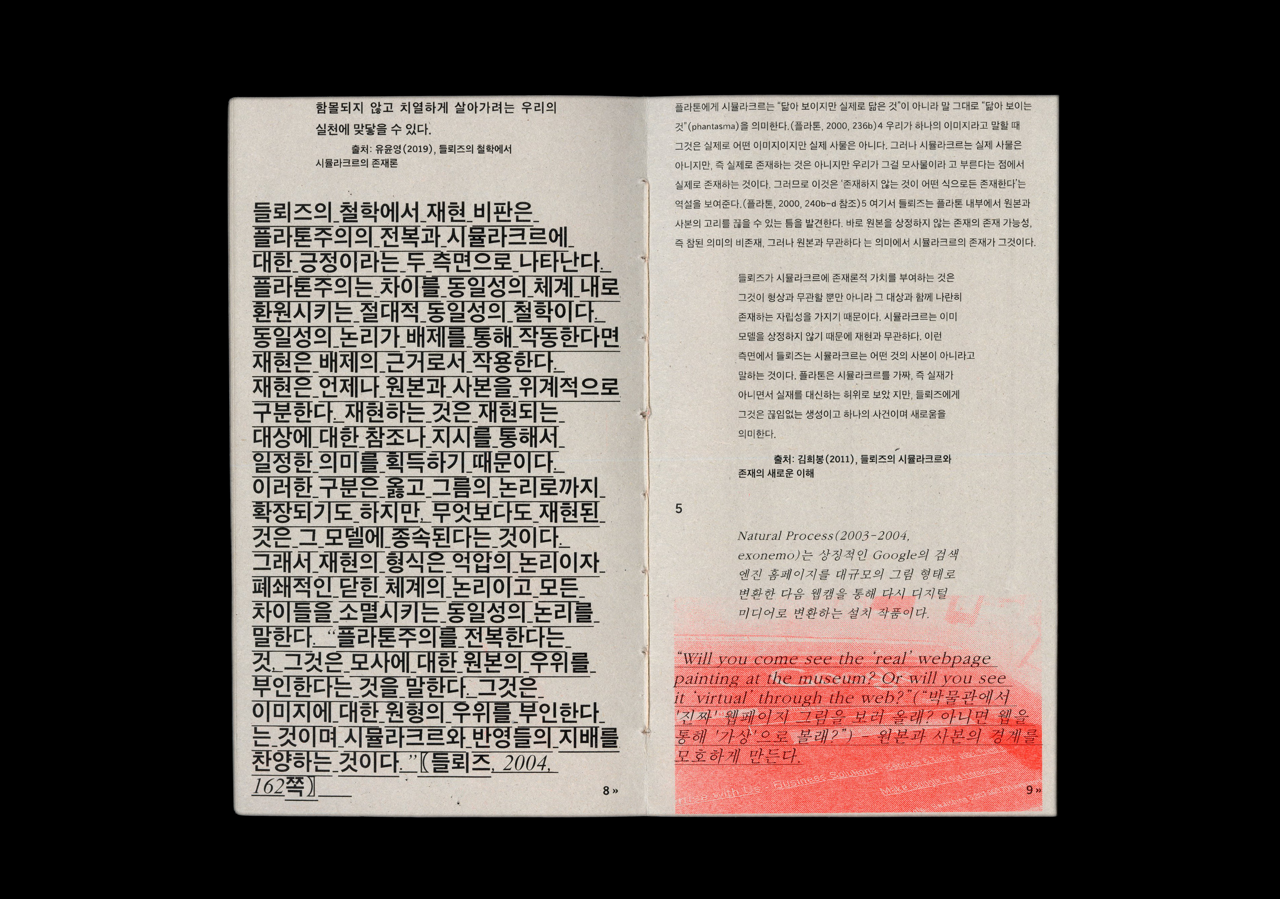 함몰되지 않고 치열하게 살아가려는 우리의
실천에 맞닿을 수 있다.
출처: 유윤영(2019), 들뢰즈의 철학에서
시뮬라크르의 존재론
들뢰즈의 철학에서 재현 비판은
플라톤주의의 전복과 시뮬라크르에
대한 긍정이라는 두 측면으로 나타난다.
플라톤주의는 차이를 동일성의 체계 내로
환원시키는 절대적 동일성의 철학이다.
동일성의 논리가 배제를 통해 작동한다면
재현은 배제의 근거로서 작용한다.
재현은 언제나 원본과 사본을 위계적으로
구분한다. 재현하는 것은 재현되는
대상에 대한 참조나 지시를 통해서
일정한 의미를 획득하기 때문이다.
이러한 구분은 옳고 그름의 논리로까지
확장되기도 하지만, 무엇보다도 재현된
것은 그 모델에 종속된다는 것이다.
그래서 재현의 형식은 억압의 논리이자
폐쇄적인 닫힌 체계의 논리이고 모든
차이들을 소멸시키는 동일성의 논리를
말한다. “플라톤주의를 전복한다는
것, 그것은 모사에 대한 원본의 우위를
부인한다는 것을 말한다. 그것은
이미지에 대한 원형의 우위를 부인한다
는 것이며 시뮬라크르와 반영들의 지배를
찬양하는 것이다.”〖들뢰즈, 2004,
162쪽〗
8 »
플라톤에게 시뮬라크르는 “닮아 보이지만 실제로 닮은 것”이 아니라 말 그대로 “닮아 보이는
것”(phantasma)을 의미한다.(플라톤, 2000, 236b)4 우리가 하나의 이미지라고 말할 때
그것은 실제로 어떤 이미지이지만 실제 사물은 아니다. 그러나 시뮬라크르는 실제 사물은
아니지만, 즉 실제로 존재하는 것은 아니지만 우리가 그걸 모사물이라 고 부른다는 점에서
실제로 존재하는 것이다. 그러므로 이것은 ‘존재하지 않는 것이 어떤 식으로든 존재한다’는
역설을 보여준다.(플라톤, 2000, 240b-d 참조)5 여기서 들뢰즈는 플라톤 내부에서 원본과
사본의 고리를 끊을 수 있는 틈을 발견한다. 바로 원본을 상정하지 않는 존재의 존재 가능성,
즉 참된 의미의 비존재, 그러나 원본과 무관하다 는 의미에서 시뮬라크르의 존재가 그것이다.
들뢰즈가 시뮬라크르에 존재론적 가치를 부여하는 것은
그것이 형상과 무관할 뿐만 아니라 그 대상과 함께 나란히
존재하는 자립성을 가지기 때문이다. 시뮬라크르는 이미
모델을 상정하지 않기 때문에 재현과 무관하다. 이런
측면에서 들뢰즈는 시뮬라크르는 어떤 것의 사본이 아니라고
말하는 것이다. 플라톤은 시뮬라크르를 가짜, 즉 실재가
아니면서 실재를 대신하는 허위로 보았 지만, 들뢰즈에게
그것은 끊임없는 생성이고 하나의 사건이며 새로움을
의미한다.
출처: 김희봉(2011), 들뢰즈의 시뮬라크르와
존재의 새로운 이해
5
Natural Process(2003-2004,
exonemo)는 상징적인 Google의 검색
엔진 홈페이지를 대규모의 그림 형태로
변환한 다음 웹캠을 통해 다시 디지털
미디어로 변환하는 설치 작품이다.
“Will you come see the ‘real’ webpage
painting at the museum? Or will you see
it ‘virtual’ through the web?”(“박물관에서
'진짜' 웹페이지 그림을 보러 올래? 아니면 웹을
통해 '가상'으로 볼래?”) - 원본과 사본의 경계를
모호하게 만든다.
with Us - Business Solutions
Make Google Your Homepage!
9 »